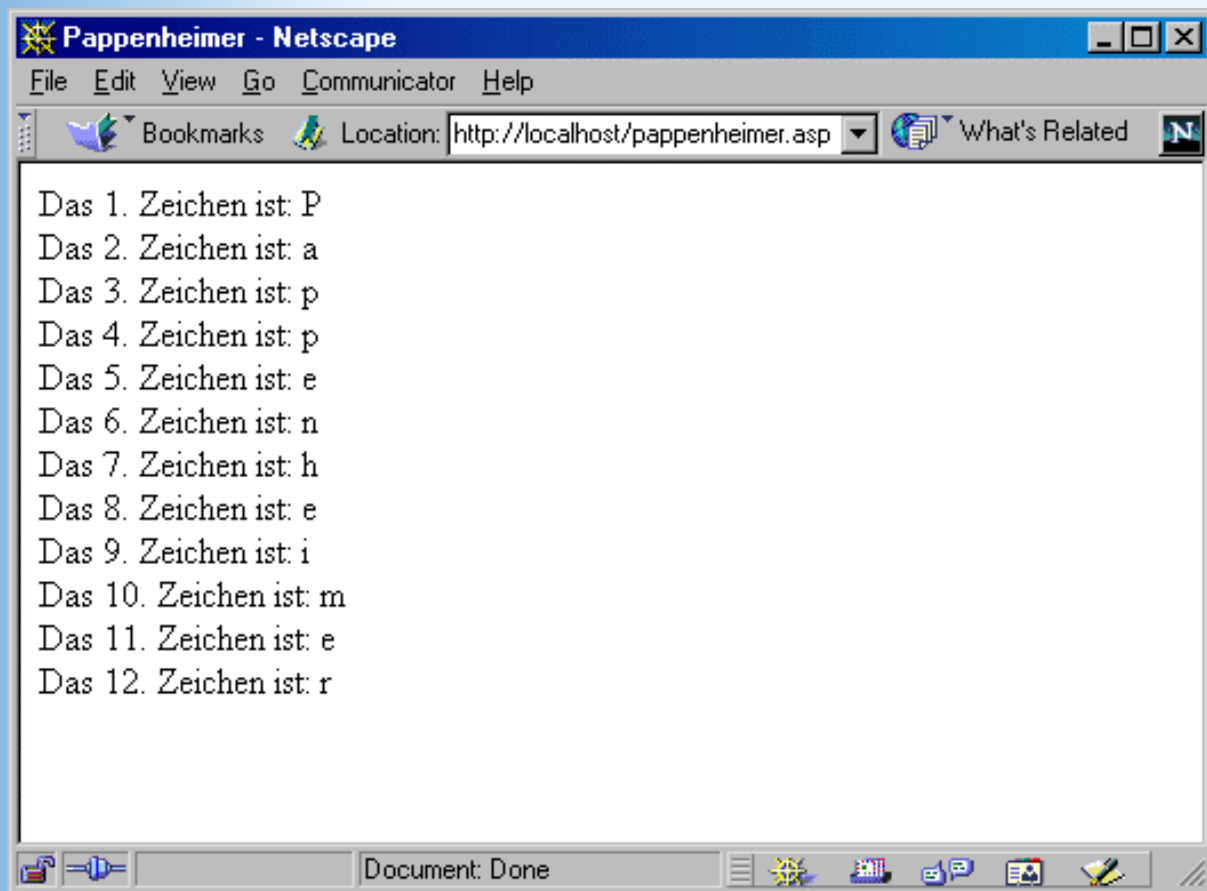 Pappenheimer - Netscape
File Edit View Go Communicator Help
Bookmarks Location: http://localhost/pappenheimer.asp What's Related N
Das 1. Zeichen ist: P
Das 2. Zeichen ist: a
Das 3. Zeichen ist: p
Das 4. Zeichen ist: p
Das 5. Zeichen ist: e
Das 6. Zeichen ist: n
Das 7. Zeichen ist: h
Das 8. Zeichen ist: e
Das 9. Zeichen ist: i
Das 10. Zeichen ist: m
Das 11. Zeichen ist: e
Das 12. Zeichen ist: r
Document: Done